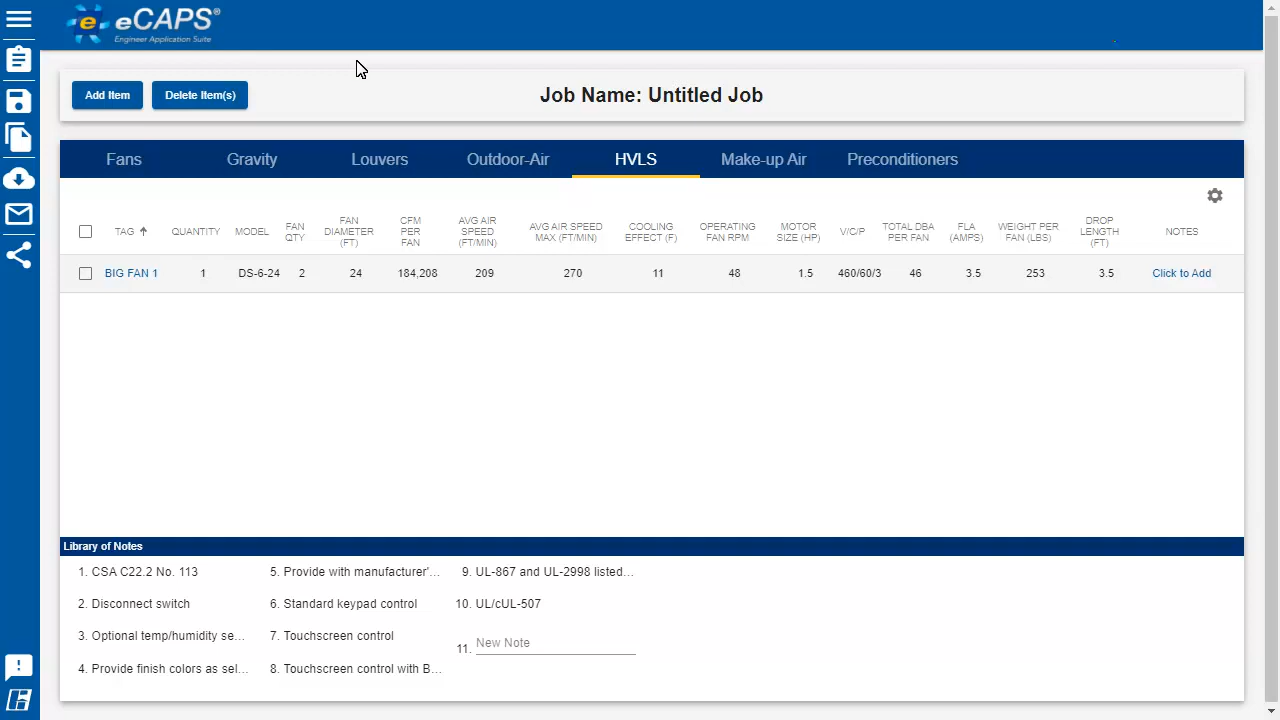 eCAPS®
Engineer Application Suite
Add Item
Delete Item(s)
Job Name: Untitled Job
Fans
Gravity
Louvers
Outdoor-Air
HVLS
Make-up Air
Preconditioners
TAG
QUANTITY
MODEL
FAN
QTY
FAN
DIAMETER
(FT)
CFM
PER
FAN
AVG AIR
SPEED
(FT/MIN)
AVG AIR SPEED
MAX (FT/MIN)
COOLING
EFFECT (F)
OPERATING
FAN RPM
MOTOR
SIZE (HP)
V/C/P
TOTAL DBA
PER FAN
FLA
(AMPS)
WEIGHT PER
FAN (LBS)
DROP
LENGTH
(FT)
NOTES
BIG FAN 1 1 DS-6-24 2 24 184,208 209 270 11 48 1.5 460/60/3 46 3.5 253 3.5 Click to Add
Library of Notes
1. CSA C22.2 No. 113
2. Disconnect switch
3. Optional temp/humidity se...
4. Provide finish colors as sel...
5. Provide with manufacturer'...
6. Standard keypad control
7. Touchscreen control
8. Touchscreen control with B...
9. UL-867 and UL-2998 listed...
10. UL/cUL-507
11. New Note